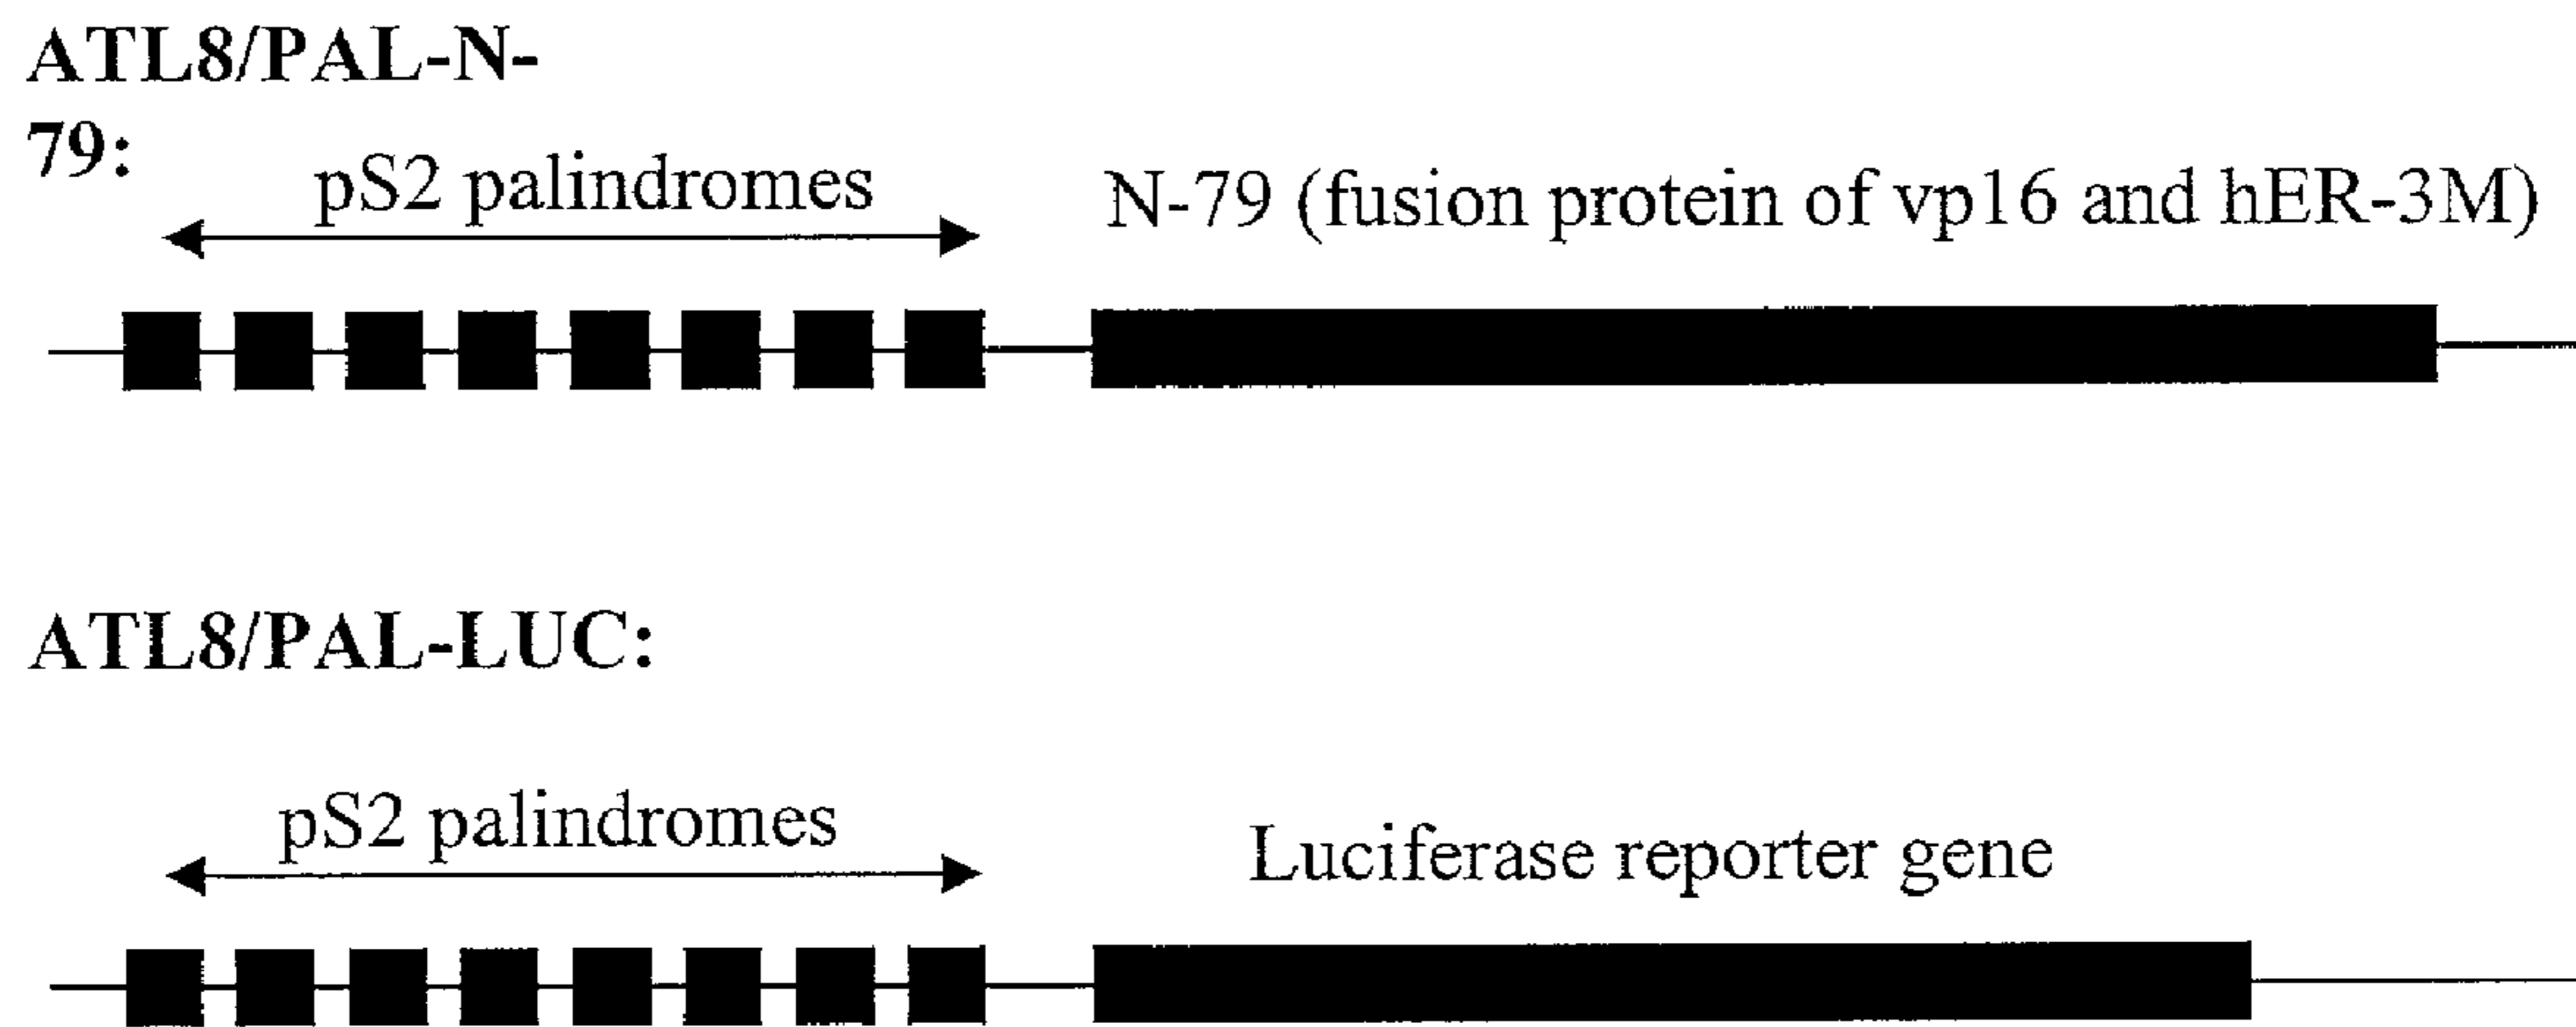 ATL8/PAL-N-
79:
pS2 palindromes
N-79 (fusion protein of vp16 and hER-3M)
ATL8/PAL-LUC:
pS2 palindromes
Luciferase reporter gene